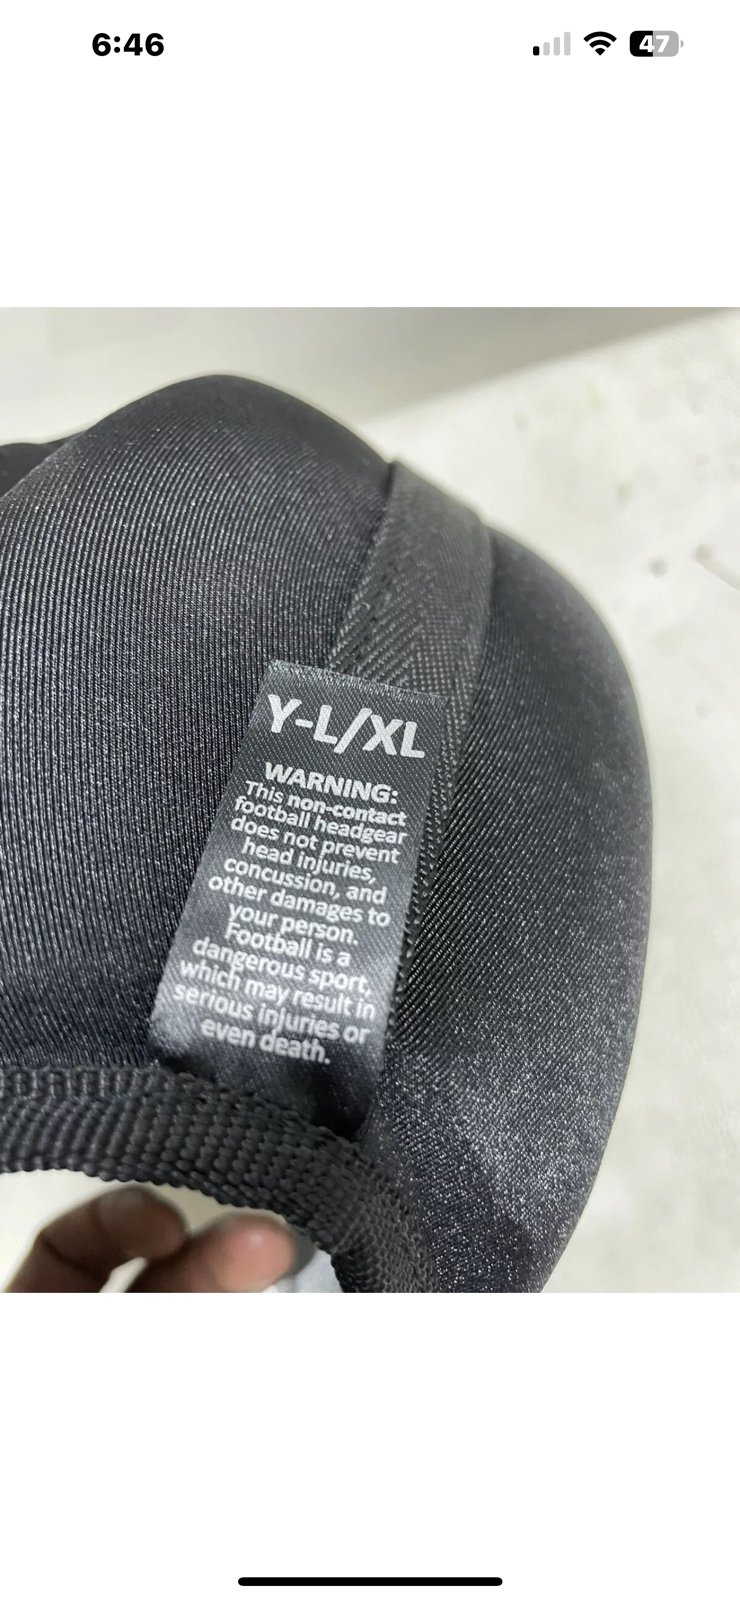 6:46
47
Y-L/XL
WARNING:
This non-contact
football headgear
does not prevent
head injuries,
concussion, and
other damages to
your person.
Football is a
dangerous sport,
which may result in
serious injuries or
even death.